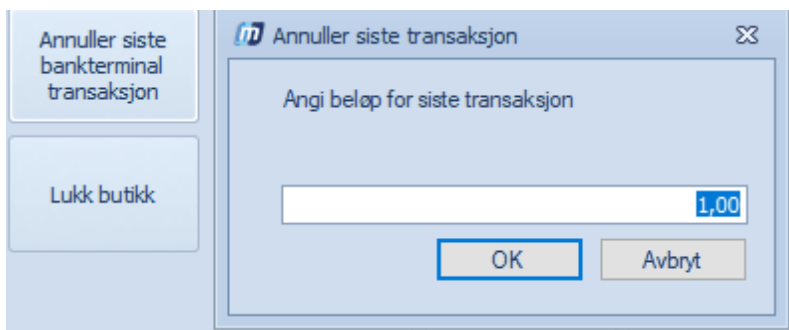 Annuller siste
bankterminal
transaksjon
Lukk butikk
Annuller siste transaksjon
Angi beløp for siste transaksjon
1,00
OK
Avbryt